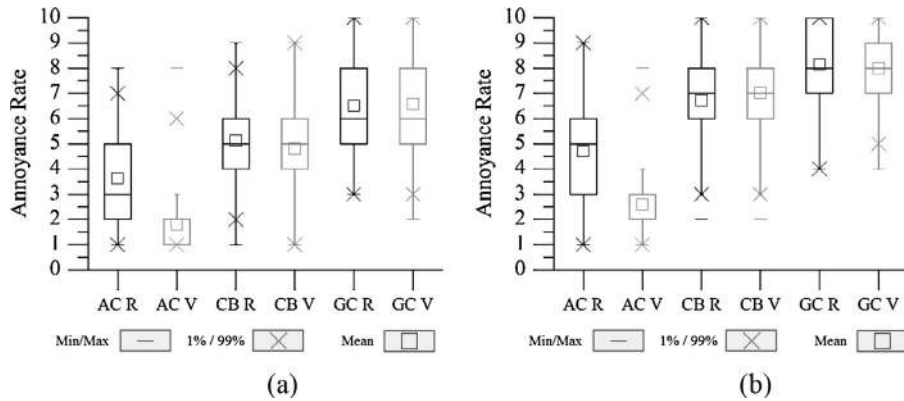 Annoyance Rate
10
9
8
7
6
5
4
3
2
1
0
AC R AC V CB R CB V GC R GC V
Min/Max 1% / 99% Mean
(a)
Annoyance Rate
10
9
8
7
6
5
4
3
2
1
0
AC R AC V CB R CB V GC R GC V
Min/Max 1% / 99% Mean
(b)